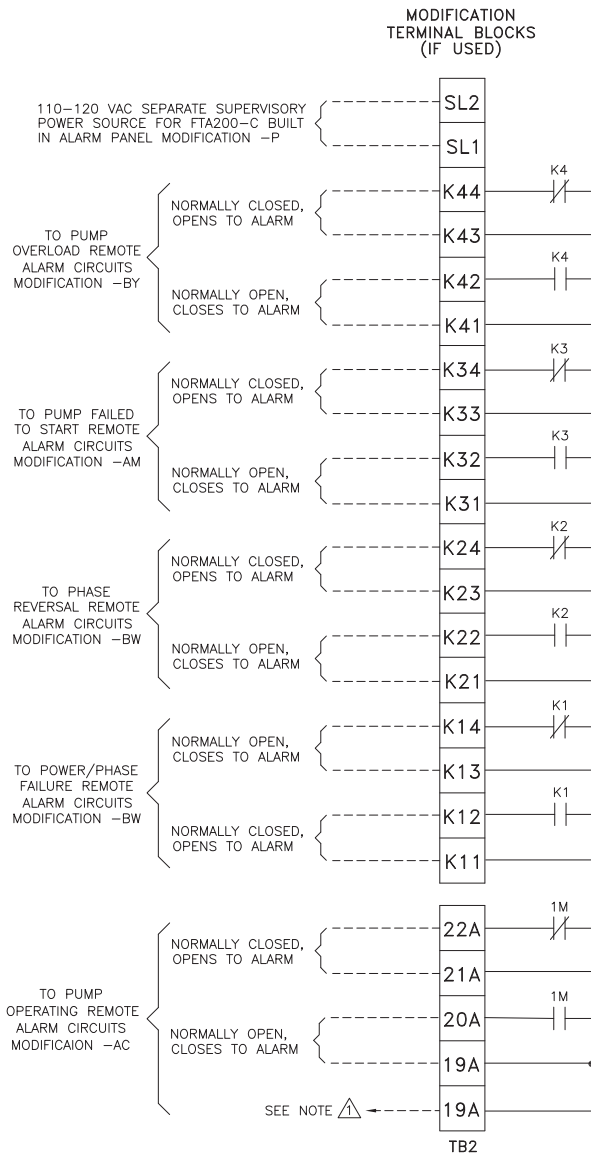 MODIFICATION
TERMINAL BLOCKS
(IF USED)
110-120 VAC SEPARATE SUPERVISORY
POWER SOURCE FOR FTA200-C BUILT
IN ALARM PANEL MODIFICATION -P
SL2
SL1
TO PUMP
OVERLOAD REMOTE
ALARM CIRCUITS
MODIFICATION -BY
NORMALLY CLOSED,
OPENS TO ALARM
NORMALLY OPEN,
CLOSES TO ALARM
K44
K4
K43
K42
K4
K41
TO PUMP FAILED
TO START REMOTE
ALARM CIRCUITS
MODIFICATION -AM
NORMALLY CLOSED,
OPENS TO ALARM
NORMALLY OPEN,
CLOSES TO ALARM
K34
K3
K33
K32
K3
K31
TO PHASE
REVERSAL REMOTE
ALARM CIRCUITS
MODIFICATION -BW
NORMALLY CLOSED,
OPENS TO ALARM
NORMALLY OPEN,
CLOSES TO ALARM
K24
K2
K23
K22
K2
K21
TO POWER/PHASE
FAILURE REMOTE
ALARM CIRCUITS
MODIFICATION -BW
NORMALLY OPEN,
CLOSES TO ALARM
NORMALLY CLOSED,
OPENS TO ALARM
K14
K1
K13
K12
K1
K11
TO PUMP
OPERATING REMOTE
ALARM CIRCUITS
MODIFICAION -AC
NORMALLY CLOSED,
OPENS TO ALARM
NORMALLY OPEN,
CLOSES TO ALARM
22A
1M
21A
20A
1M
19A
SEE NOTE 1
19A
TB2